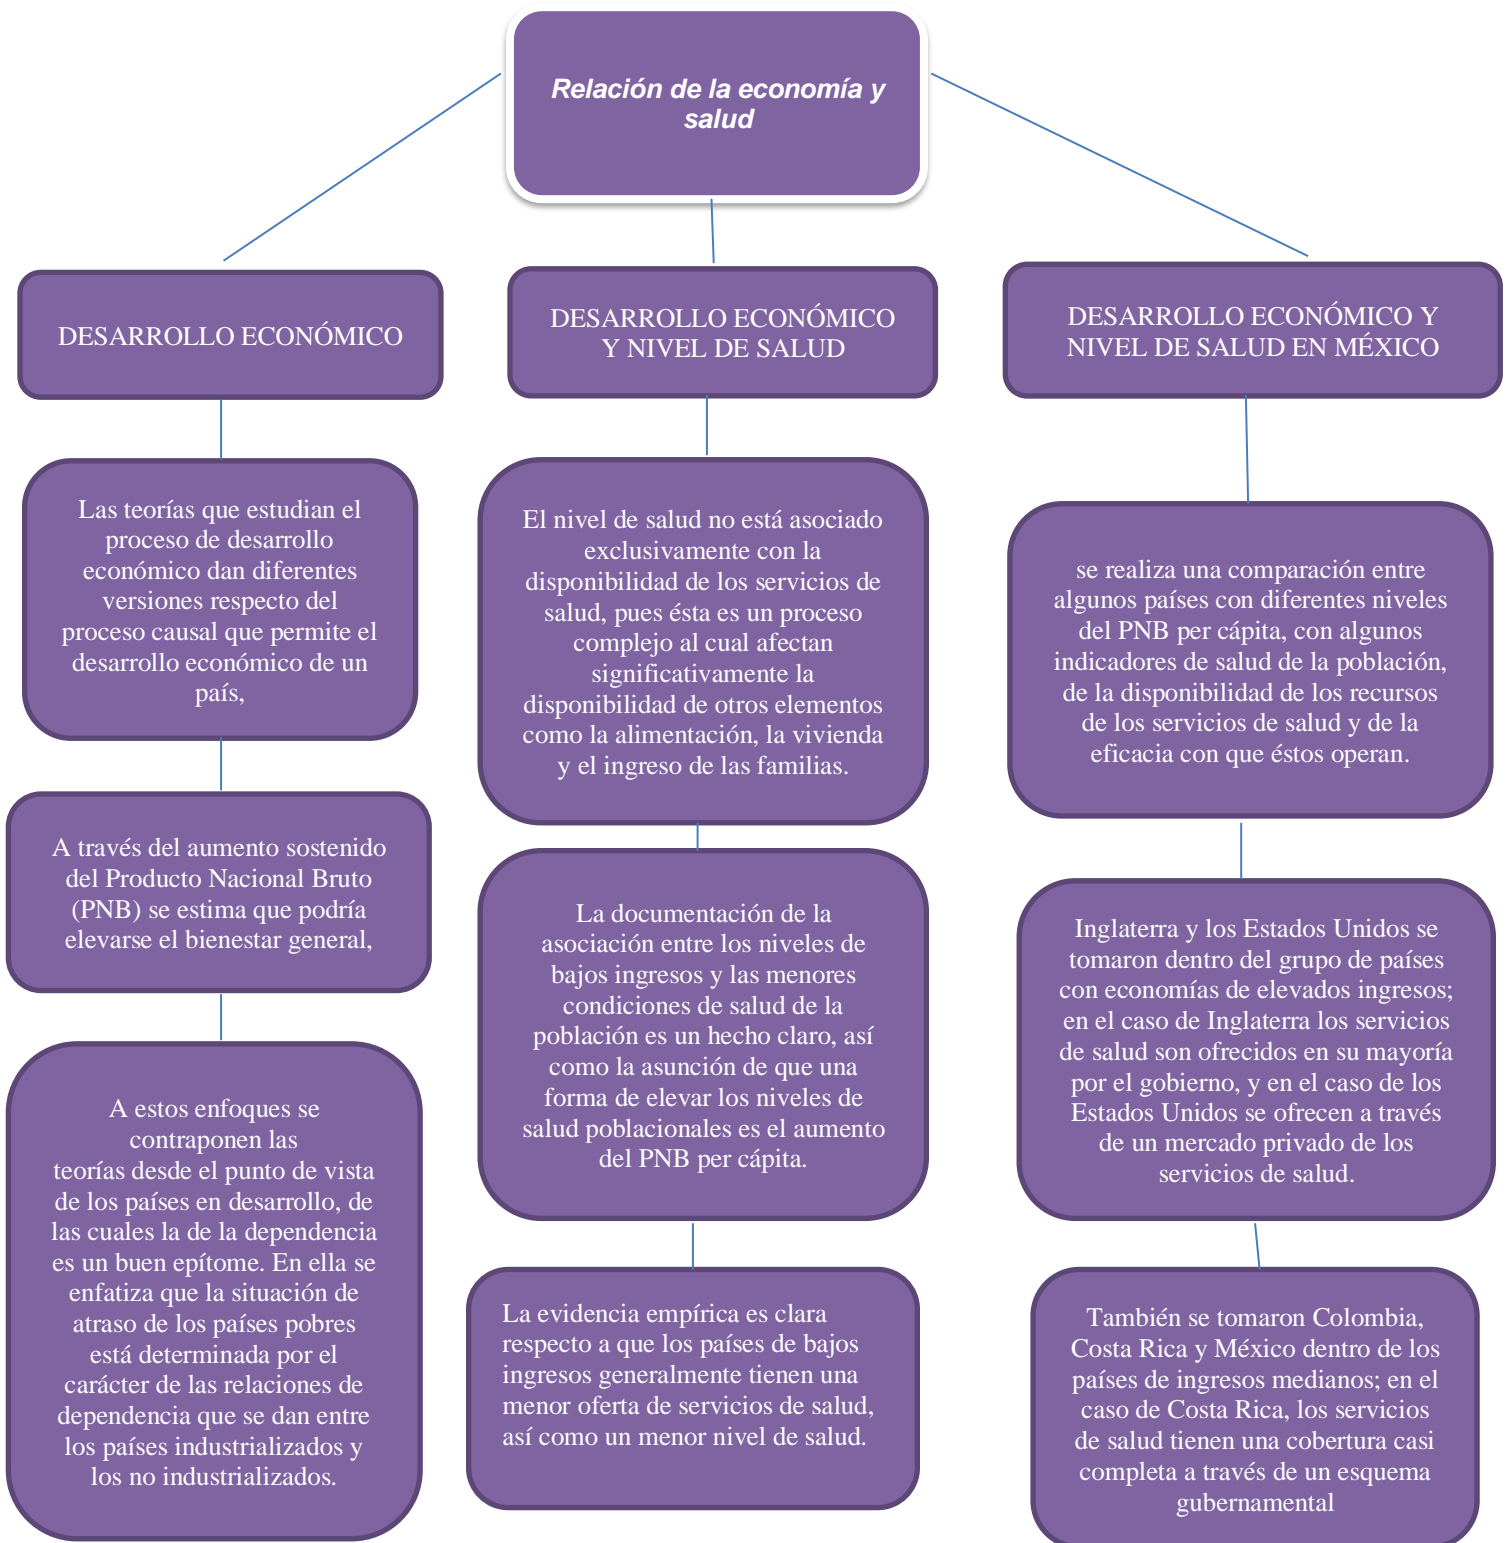 Relación de la economía y
salud
DESARROLLO ECONÓMICO
Las teorías que estudian el
proceso de desarrollo
económico dan diferentes
versiones respecto del
proceso causal que permite el
desarrollo económico de un
país,
A través del aumento sostenido
del Producto Nacional Bruto
(PNB) se estima que podría
elevarse el bienestar general,
A estos enfoques se
contraponen las
teorías desde el punto de vista
de los países en desarrollo, de
las cuales la de la dependencia
es un buen epítome. En ella se
enfatiza que la situación de
atraso de los países pobres
está determinada por el
carácter de las relaciones de
dependencia que se dan entre
los países industrializados y
los no industrializados.
DESARROLLO ECONÓMICO
Y NIVEL DE SALUD
El nivel de salud no está asociado
exclusivamente con la
disponibilidad de los servicios de
salud, pues ésta es un proceso
complejo al cual afectan
significativamente la
disponibilidad de otros elementos
como la alimentación, la vivienda
y el ingreso de las familias.
La documentación de la
asociación entre los niveles de
bajos ingresos y las menores
condiciones de salud de la
población es un hecho claro, así
como la asunción de que una
forma de elevar los niveles de
salud poblacionales es el aumento
del PNB per cápita.
La evidencia empírica es clara
respecto a que los países de bajos
ingresos generalmente tienen una
menor oferta de servicios de salud,
así como un menor nivel de salud.
DESARROLLO ECONÓMICO Y
NIVEL DE SALUD EN MÉXICO
se realiza una comparación entre
algunos países con diferentes niveles
del PNB per cápita, con algunos
indicadores de salud de la población,
de la disponibilidad de los recursos
de los servicios de salud y de la
eficacia con que éstos operan.
Inglaterra y los Estados Unidos se
tomaron dentro del grupo de países
con economías de elevados ingresos;
en el caso de Inglaterra los servicios
de salud son ofrecidos en su mayoría
por el gobierno, y en el caso de los
Estados Unidos se ofrecen a través
de un mercado privado de los
servicios de salud.
También se tomaron Colombia,
Costa Rica y México dentro de los
países de ingresos medianos; en el
caso de Costa Rica, los servicios
de salud tienen una cobertura casi
completa a través de un esquema
gubernamental